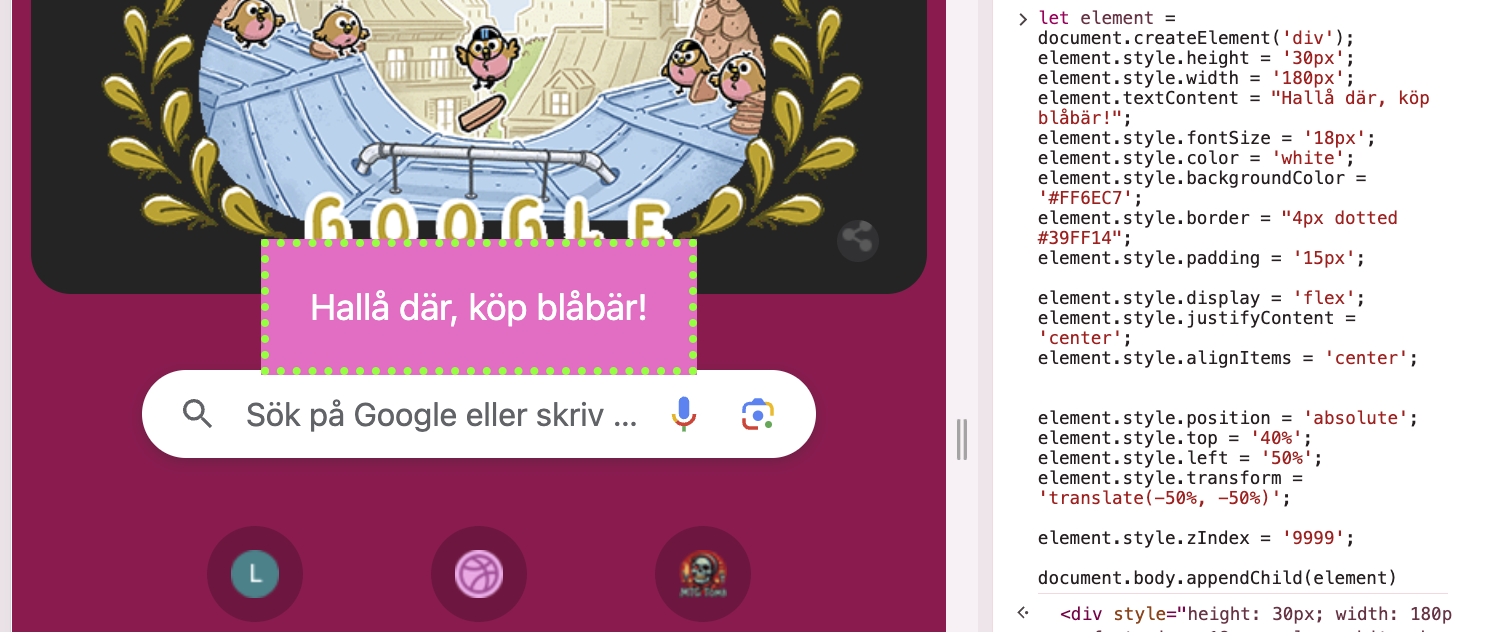 GOOGLE
Hallå där, köp blåbär!
Sök på Google eller skriv ...
L
MTG TOMB
let element =
document.createElement('div');
element.style.height = '30px';
element.style.width = '180px';
element.textContent = "Hallå där, köp
blåbär!";
element.style.fontSize = '18px';
element.style.color = 'white';
element.style.backgroundColor =
'#FF6EC7';
element.style.border = "4px dotted
#39FF14";
element.style.padding = '15px';
element.style.display = 'flex';
element.style.justifyContent =
'center';
element.style.alignItems = 'center';
element.style.position = 'absolute';
element.style.top = '40%';
element.style.left = '50%';
element.style.transform =
'translate(-50%, -50%)';
element.style.zIndex = '9999';
document.body.appendChild(element)
<div style="height: 30px; width: 180p